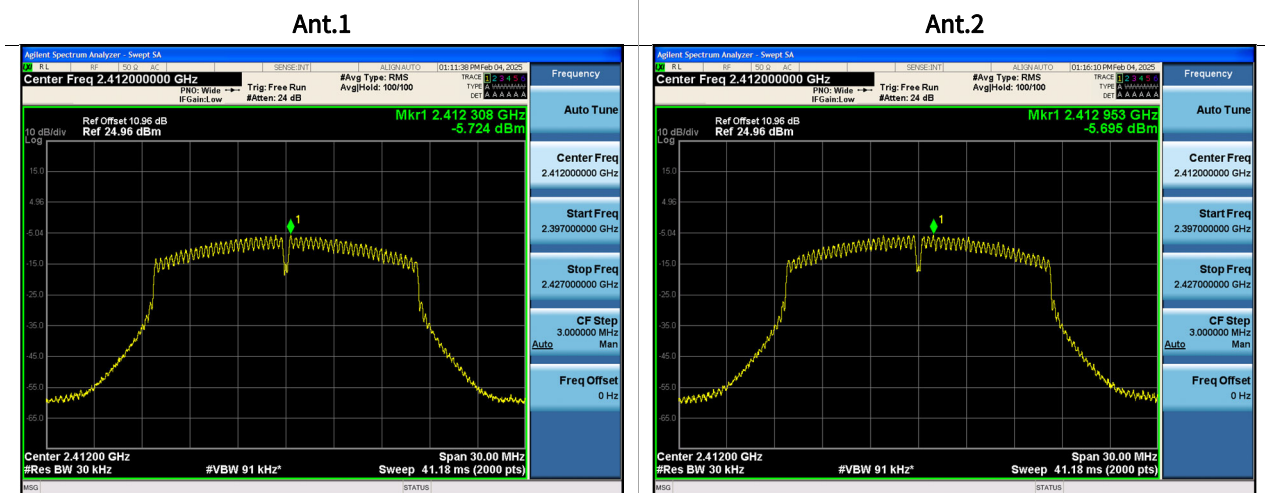 Ant.1
Agilent Spectrum Analyzer - Swept SA
LXI RL RF 50 Ω AC SENSE:INT ALIGN AUTO 01:11:38 PM Feb 04, 2025
Center Freq 2.412000000 GHz
PNO: Wide
IFGain:Low
Trig: Free Run
#Atten: 24 dB
#Avg Type: RMS
Avg|Hold: 100/100
TRACE 1 2 3 4 5 6
TYPE A
DET A A A A A A
Ref Offset 10.96 dB
Ref 24.96 dBm
Mkr1 2.412 308 GHz
-5.724 dBm
10 dB/div
Log
15.0
4.96
-5.04
-15.0
-25.0
-35.0
-45.0
-55.0
-65.0
1
Center 2.41200 GHz
Span 30.00 MHz
#Res BW 30 kHz
#VBW 91 kHz*
Sweep 41.18 ms (2000 pts)
MSG
STATUS
Frequency
Auto Tune
Center Freq
2.412000000 GHz
Start Freq
2.397000000 GHz
Stop Freq
2.427000000 GHz
CF Step
3.000000 MHz
Auto Man
Freq Offset
0 Hz
Ant.2
Agilent Spectrum Analyzer - Swept SA
LXI RL RF 50 Ω AC SENSE:INT ALIGN AUTO 01:16:10 PM Feb 04, 2025
Center Freq 2.412000000 GHz
PNO: Wide
IFGain:Low
Trig: Free Run
#Atten: 24 dB
#Avg Type: RMS
Avg|Hold: 100/100
TRACE 1 2 3 4 5 6
TYPE A
DET A A A A A A
Ref Offset 10.96 dB
Ref 24.96 dBm
Mkr1 2.412 953 GHz
-5.695 dBm
10 dB/div
Log
15.0
4.96
-5.04
-15.0
-25.0
-35.0
-45.0
-55.0
-65.0
1
Center 2.41200 GHz
Span 30.00 MHz
#Res BW 30 kHz
#VBW 91 kHz*
Sweep 41.18 ms (2000 pts)
MSG
STATUS
Frequency
Auto Tune
Center Freq
2.412000000 GHz
Start Freq
2.397000000 GHz
Stop Freq
2.427000000 GHz
CF Step
3.000000 MHz
Auto Man
Freq Offset
0 Hz